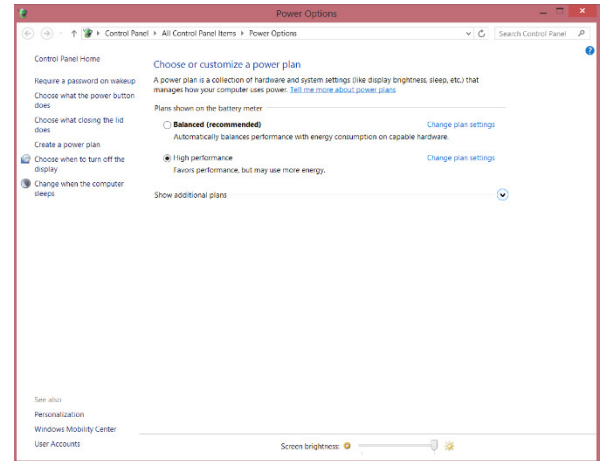 Power Options
Control Panel
All Control Panel Items
Power Options
Search Control Panel
Control Panel Home
Require a password on wakeup
Choose what the power button
does
Choose what closing the lid
does
Create a power plan
Choose when to turn off the
display
Change when the computer
sleeps
Choose or customize a power plan
A power plan is a collection of hardware and system settings (like display brightness, sleep, etc.) that
manages how your computer uses power. Tell me more about power plans
Plans shown on the battery meter
Balanced (recommended) Change plan settings
Automatically balances performance with energy consumption on capable hardware.
High performance Change plan settings
Favors performance, but may use more energy.
Show additional plans
See also
Personalization
Windows Mobility Center
User Accounts
Screen brightness: